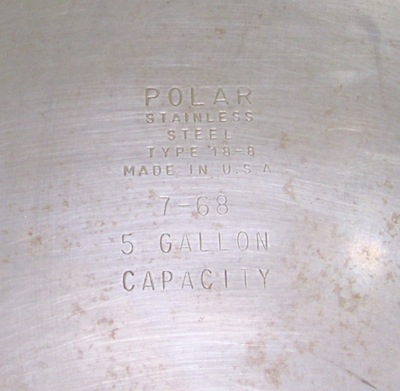 POLAR
STAINLESS
STEEL
TYPE 18-8
MADE IN U.S.A
7-68
5 GALLON
CAPACITY